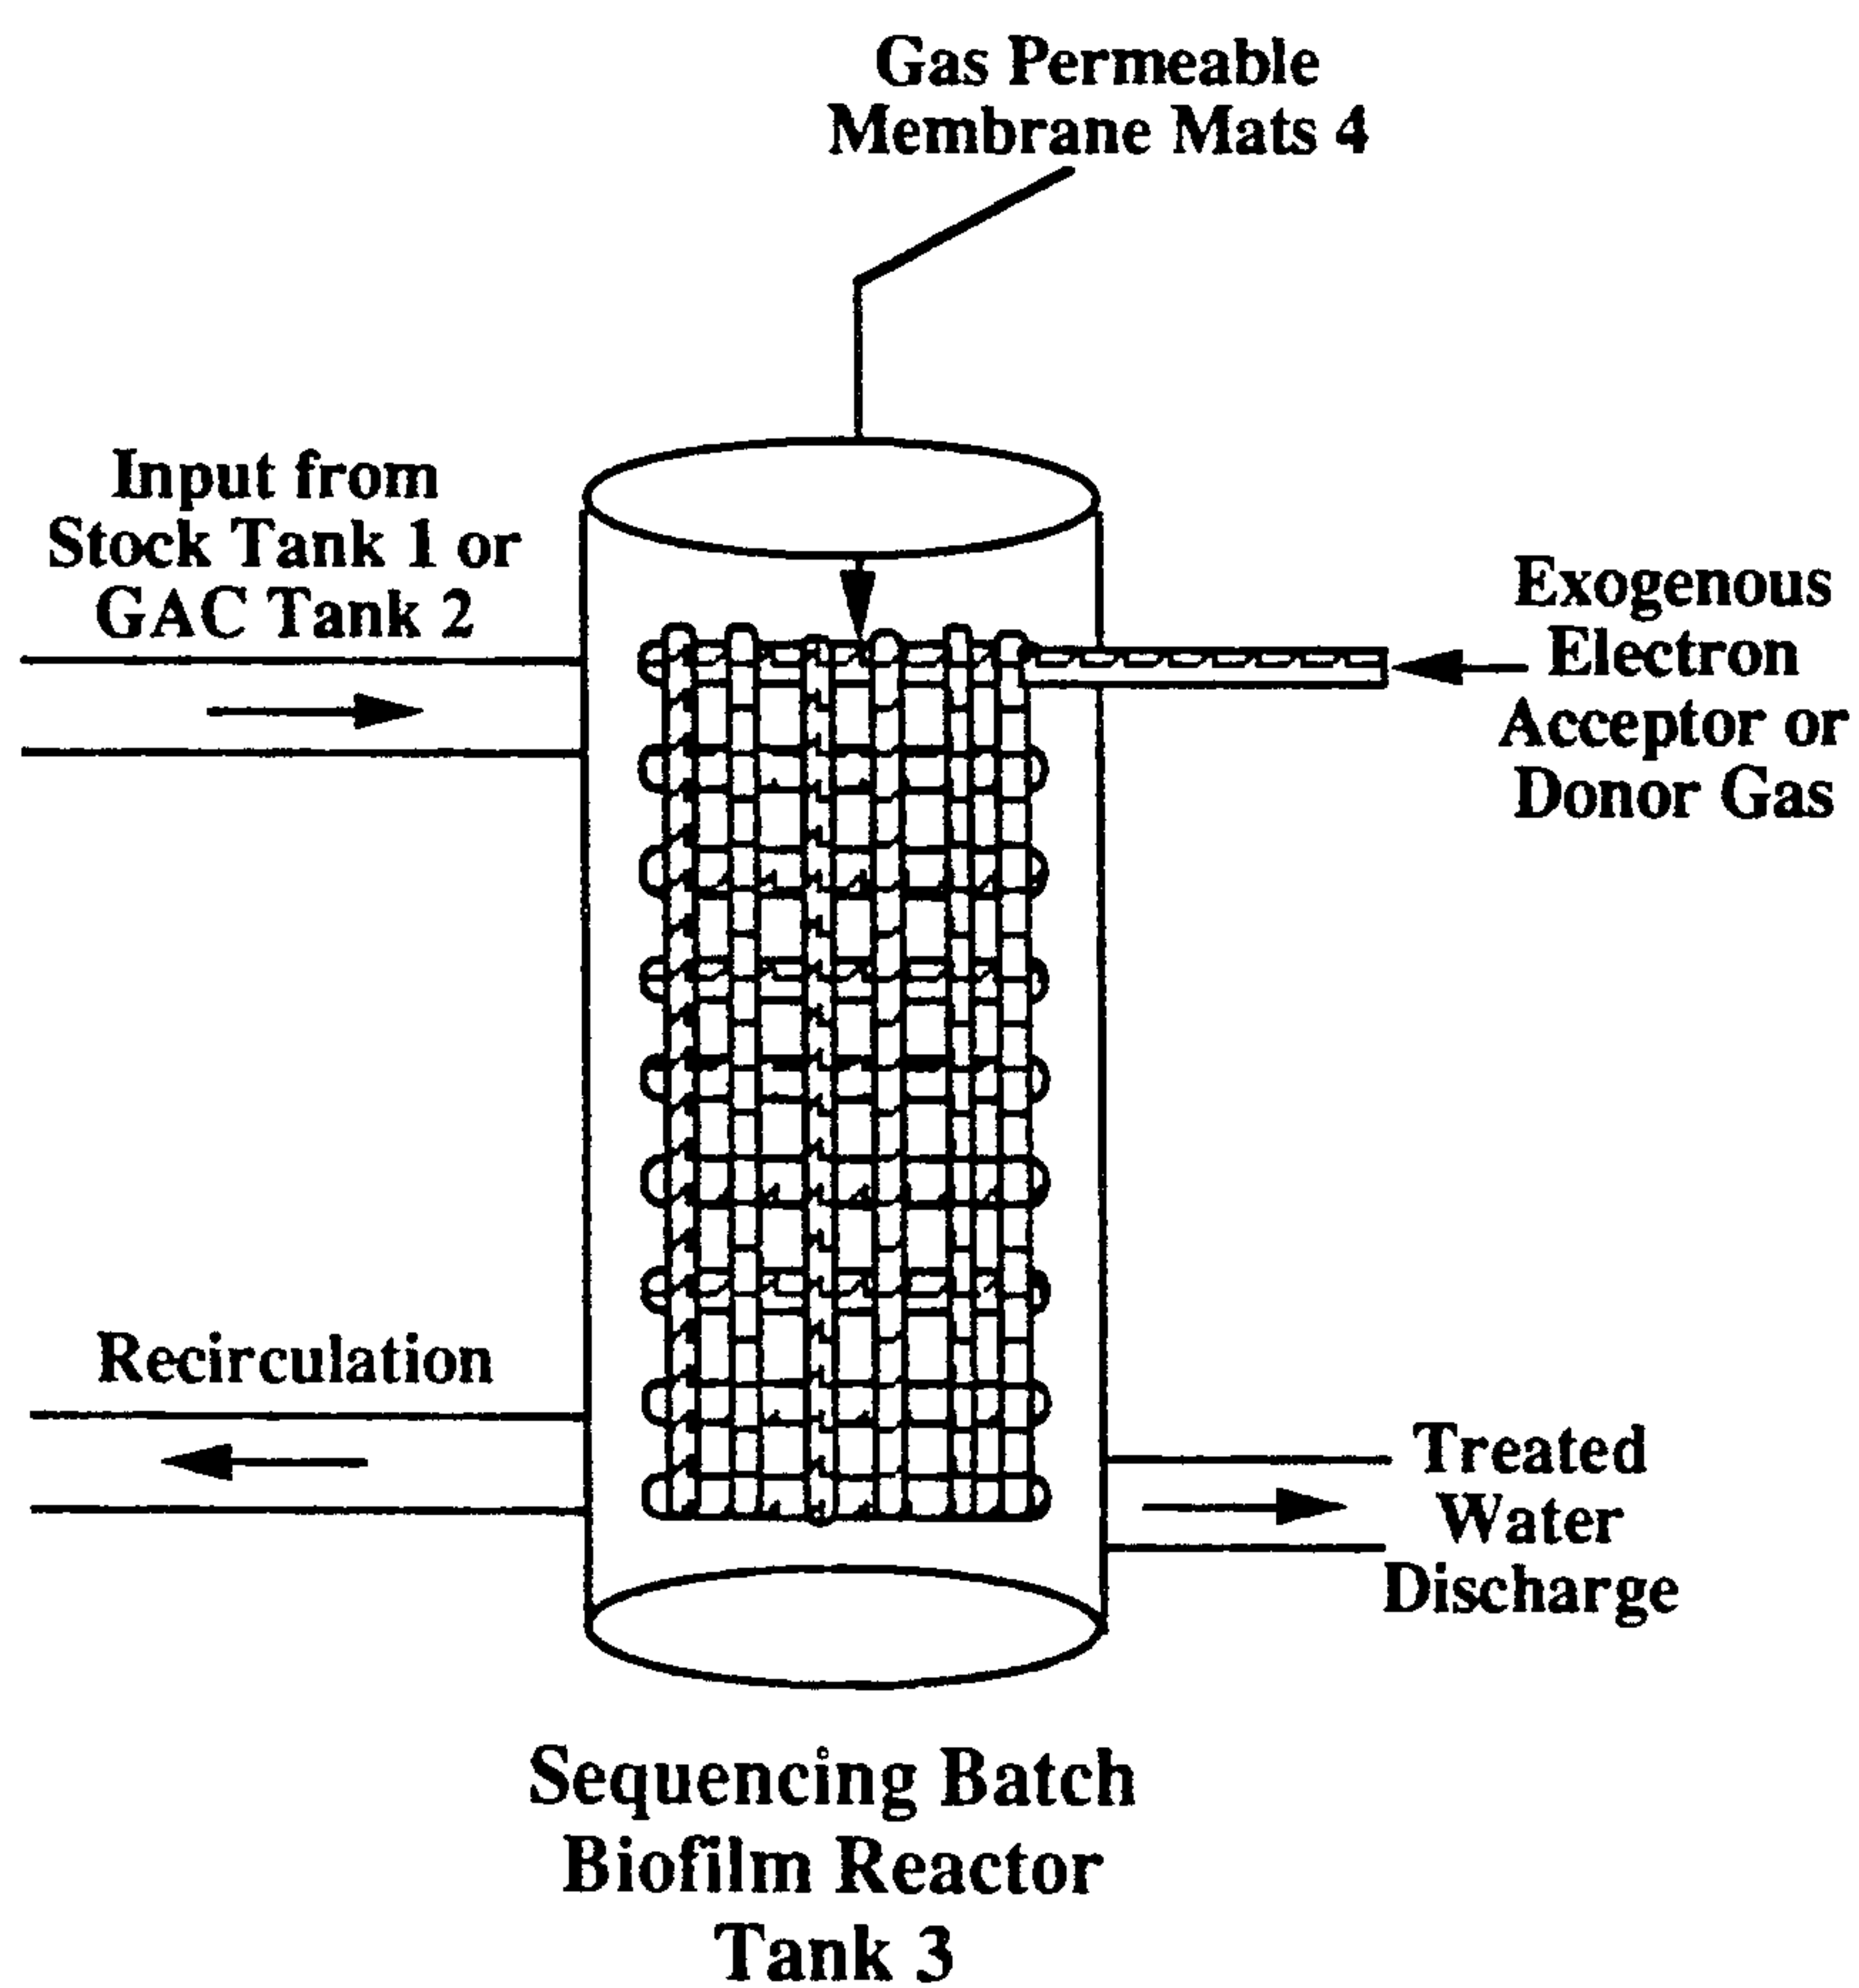 Gas Permeable
Membrane Mats 4
Input from
Stock Tank 1 or
GAC Tank 2
Exogenous
Electron
Acceptor or
Donor Gas
Recirculation
Treated
Water
Discharge
Sequencing Batch
Biofilm Reactor
Tank 3